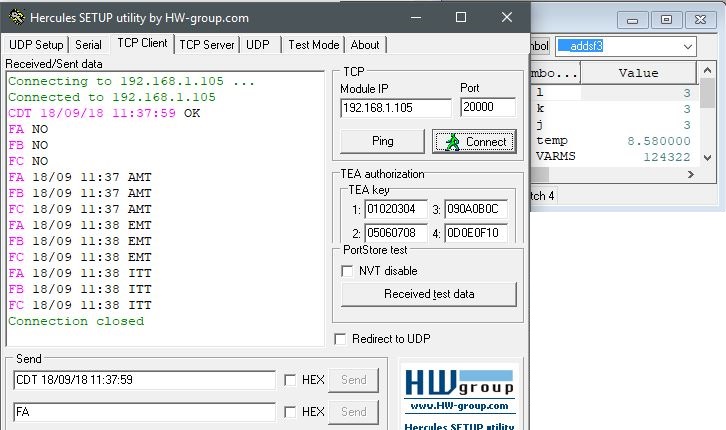 Hercules SETUP utility by HW-group.com
UDP Setup Serial TCP Client TCP Server UDP Test Mode About
Received/Sent data
Connecting to 192.168.1.105 ...
Connected to 192.168.1.105
CDT 18/09/18 11:37:59 OK
FA NO
FB NO
FC NO
FA 18/09 11:37 AMT
FB 18/09 11:37 AMT
FC 18/09 11:37 AMT
FA 18/09 11:38 EMT
FB 18/09 11:38 EMT
FC 18/09 11:38 EMT
FA 18/09 11:38 ITT
FB 18/09 11:38 ITT
FC 18/09 11:38 ITT
Connection closed
TCP
Module IP Port
192.168.1.105 20000
Ping Connect
TEA authorization
TEA key
1: 01020304 3: 090A0B0C
2: 05060708 4: 0D0E0F10
PortStore test
NVT disable
Received test data
Redirect to UDP
Send
CDT 18/09/18 11:37:59 HEX Send
FA HEX Send
HW group
www.HW-group.com
Hercules SETUP utility
nbol __addsf3
mbo... Value
l 3
k 3
j 3
temp 8.580000
VARMS 124322
tch 4